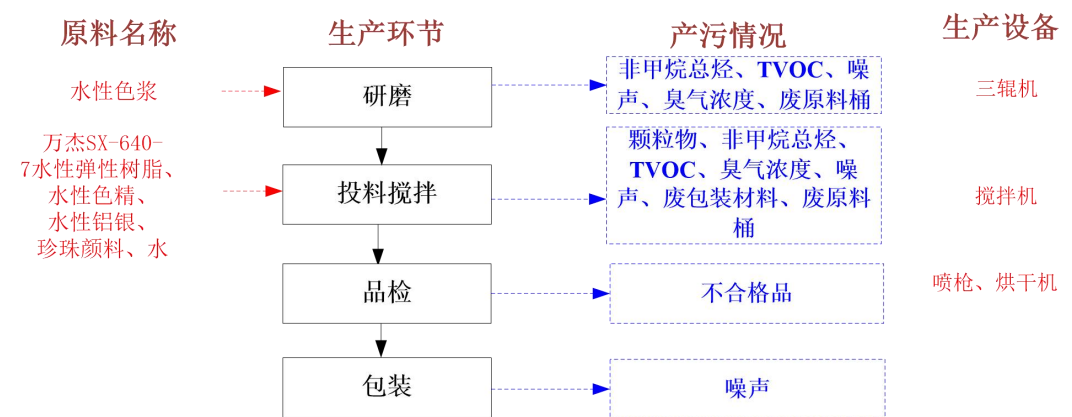 原料名称
生产环节
产污情况
生产设备
水性色浆
研磨
非甲烷总烃、TVOC、噪
声、臭气浓度、废原料桶
三辊机
万杰SX-640-
7水性弹性树脂、
水性色精、
水性铝银、
珍珠颜料、水
投料搅拌
颗粒物、非甲烷总烃、
TVOC、臭气浓度、噪
声、废包装材料、废原料
桶
搅拌机
品检
不合格品
喷枪、烘干机
包装
噪声